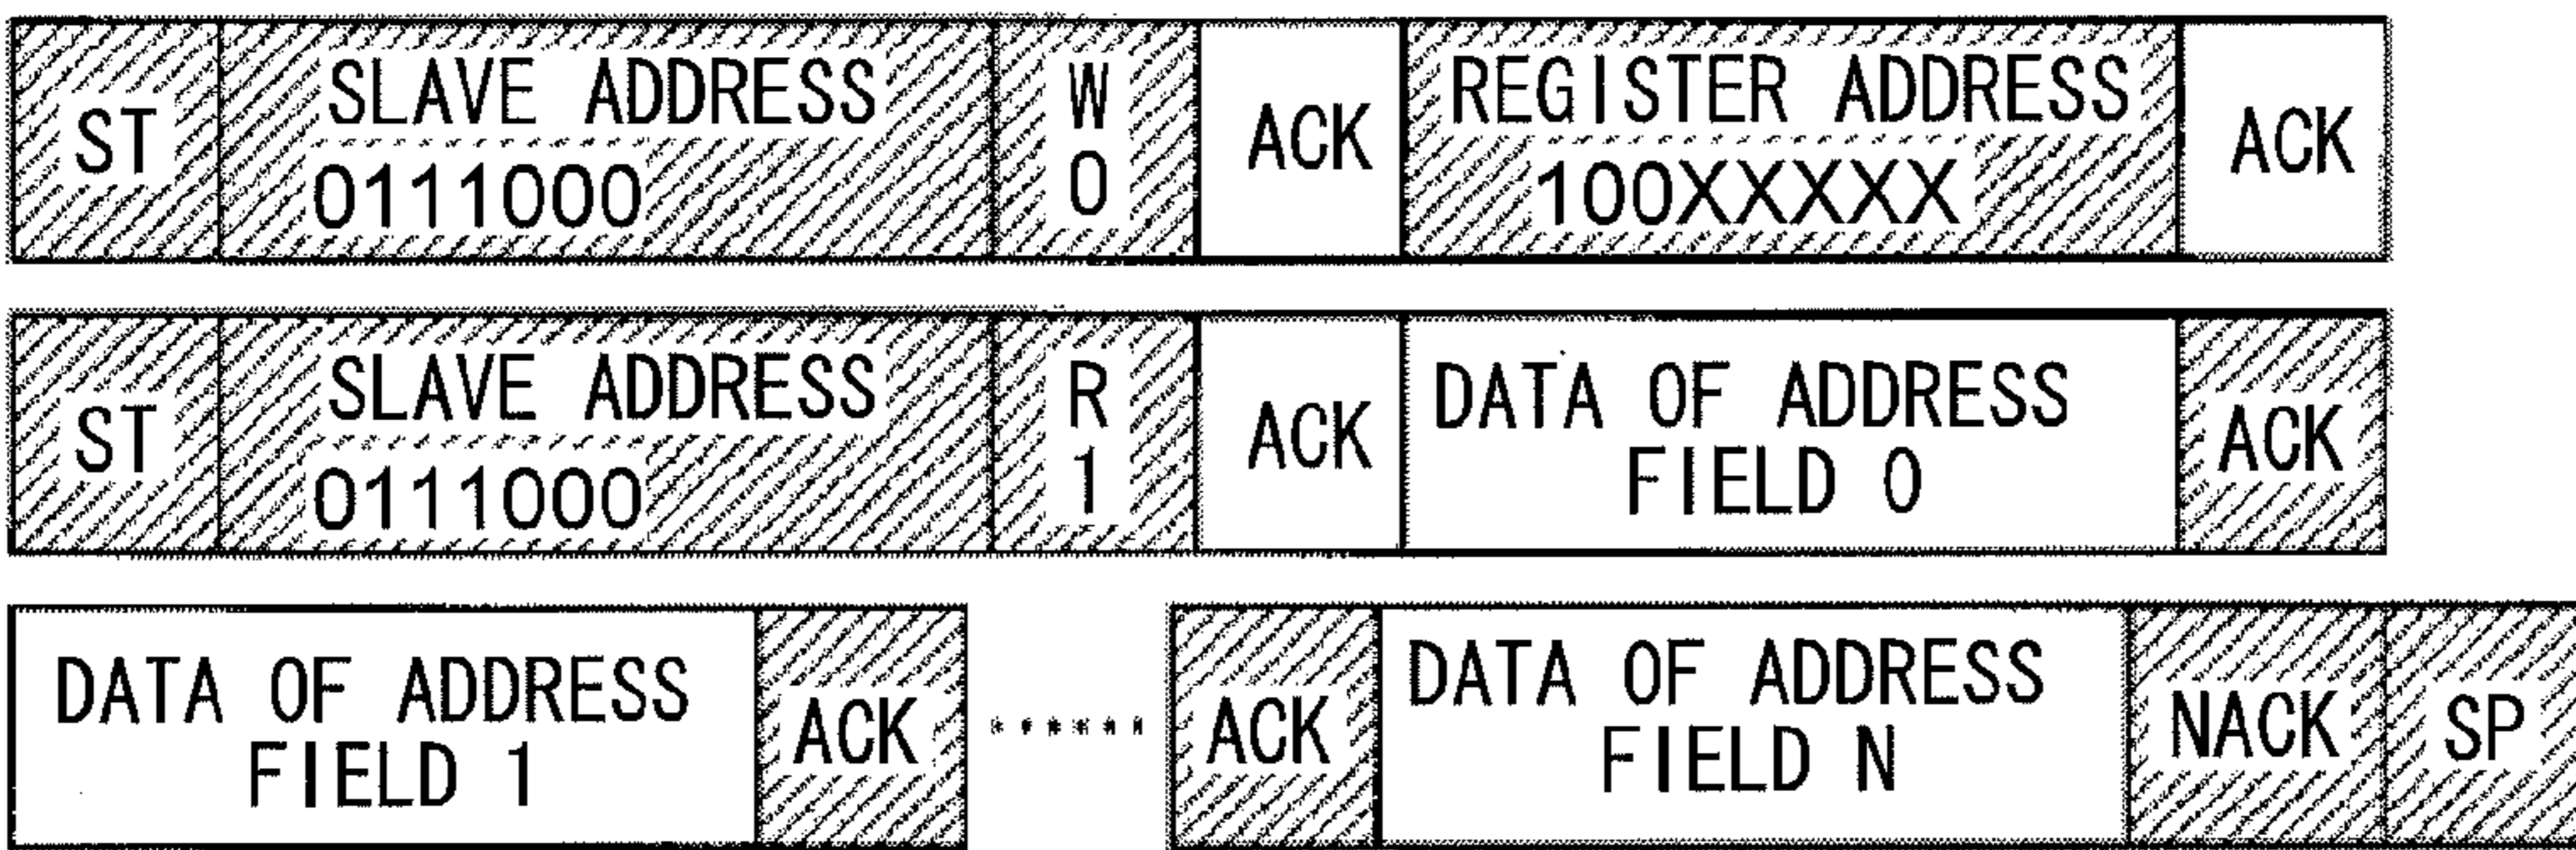 ST SLAVE ADDRESS 0111000 W 0 ACK REGISTER ADDRESS 100XXXXX ACK
ST SLAVE ADDRESS 0111000 R 1 ACK DATA OF ADDRESS FIELD 0 ACK
DATA OF ADDRESS FIELD 1 ACK ...... ACK DATA OF ADDRESS FIELD N NACK SP